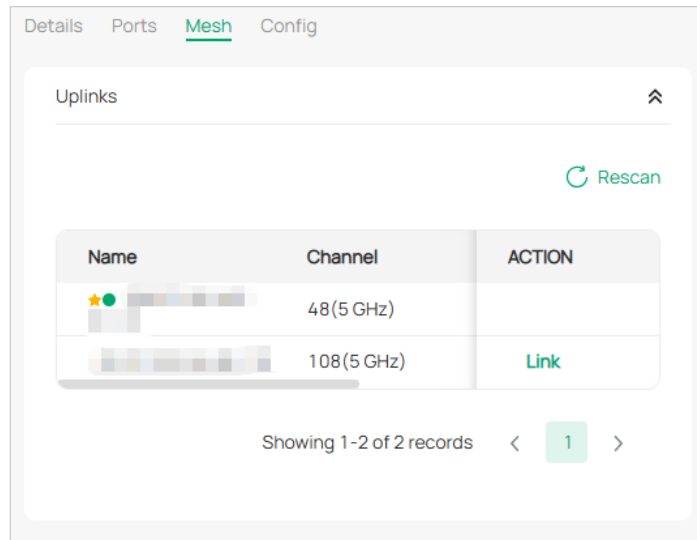 Details Ports Mesh Config
Uplinks
Rescan
Name Channel ACTION
48(5 GHz)
108(5 GHz) Link
Showing 1-2 of 2 records 1